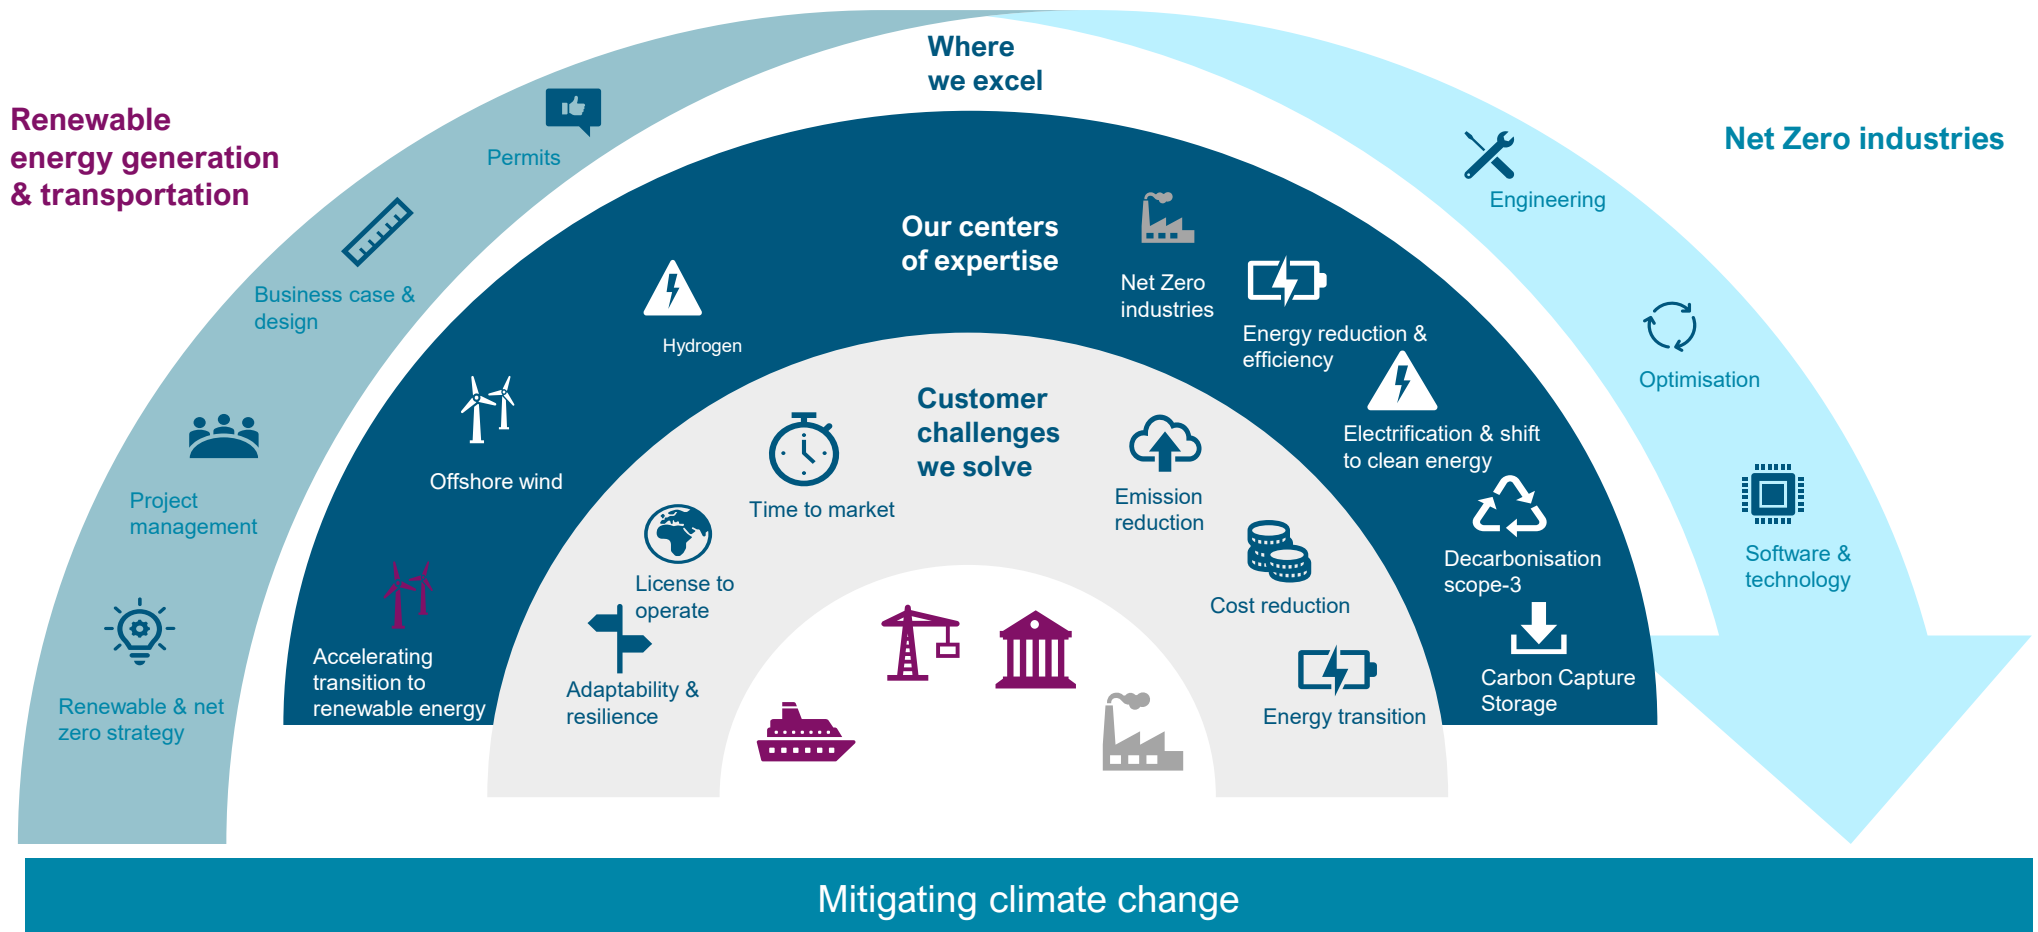 Where
we excel
Renewable
energy generation
& transportation
Net Zero industries
Permits
Business case &
design
Project
management
Renewable & net
zero strategy
Engineering
Optimisation
Software &
technology
Our centers
of expertise
Hydrogen
Offshore wind
Accelerating
transition to
renewable energy
Net Zero
industries
Energy reduction &
efficiency
Electrification & shift
to clean energy
Decarbonisation
scope-3
Carbon Capture
Storage
Customer
challenges
we solve
Time to market
License to
operate
Adaptability &
resilience
Emission
reduction
Cost reduction
Energy transition
Mitigating climate change